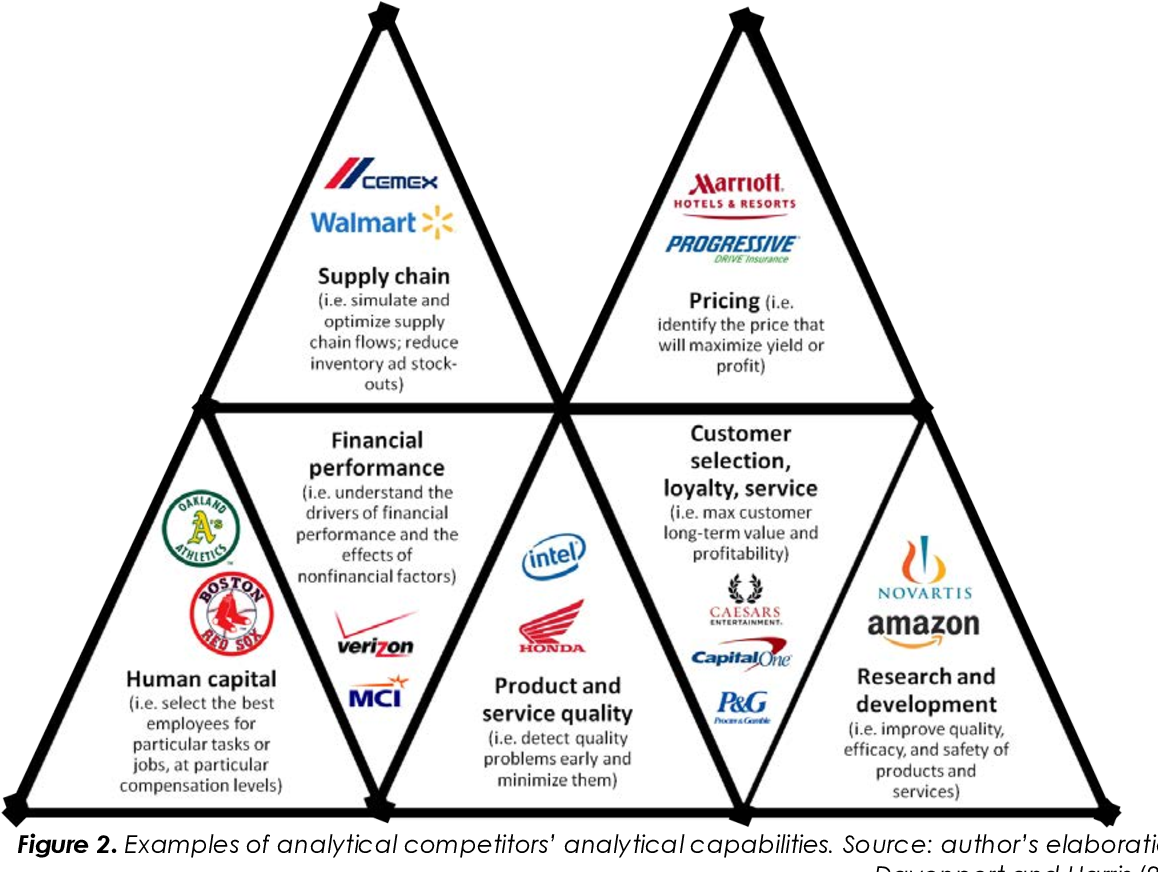 CEMEX
Walmart
Supply chain
(i.e. simulate and
optimize supply
chain flows; reduce
inventory ad stock-
outs)
Marriott
HOTELS & RESORTS
PROGRESSIVE
DRIVE Insurance
Pricing (i.e.
identify the price that
will maximize yield or
profit)
OAKLAND
A's
ATHLETICS
TM
BOSTON
RED SOX
Human capital
(i.e. select the best
employees for
particular tasks or
jobs, at particular
compensation levels)
Financial
performance
(i.e. understand the
drivers of financial
performance and the
effects of
nonfinancial factors)
verizon
MCI
intel
HONDA
Product and
service quality
(i.e. detect quality
problems early and
minimize them)
Customer
selection,
loyalty, service
(i.e. max customer
long-term value and
profitability)
CAESARS
ENTERTAINMENT
CapitalOne
P&G
Procter & Gamble
NOVARTIS
amazon
Research and
development
(i.e. improve quality,
efficacy, and safety of
products and
services)
Figure 2. Examples of analytical competitors' analytical capabilities. Source: author's elaborati
Davenport and Harris